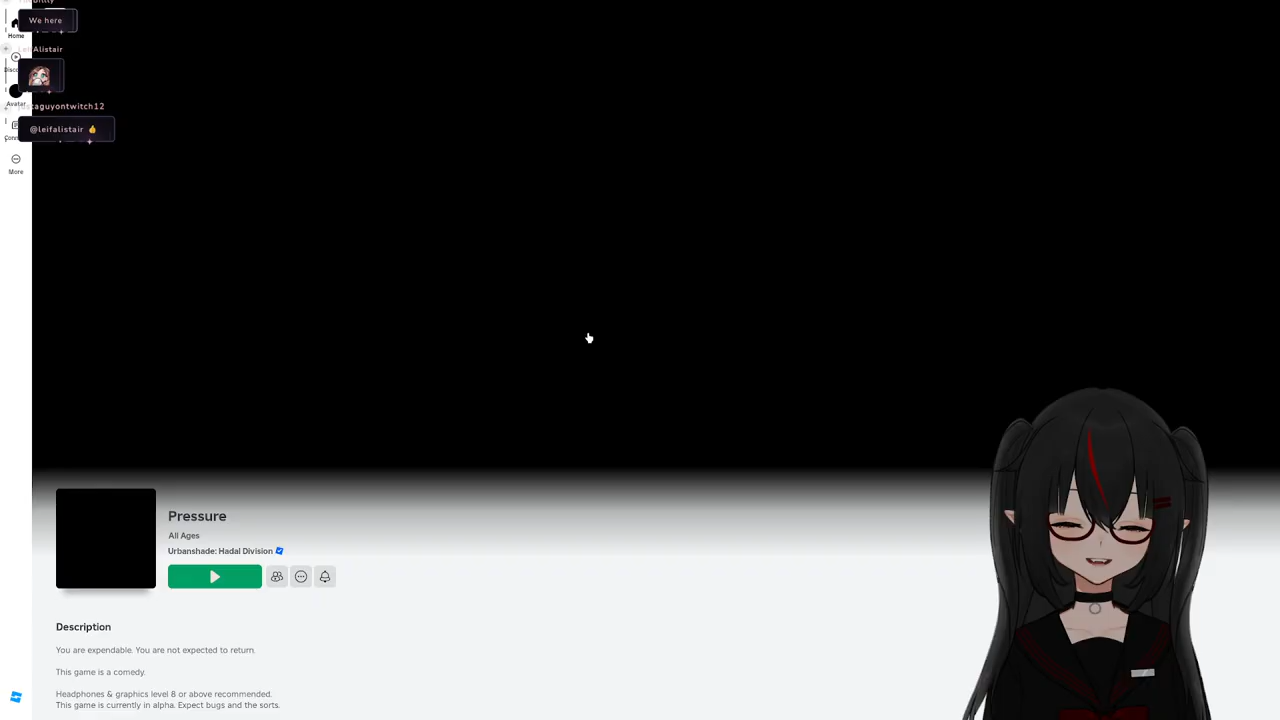 We here
Home
Alistair
Avatar
aguyontwitch12
@leifalistair 👍
More
Pressure
All Ages
Urbanshade: Hadal Division
Description
You are expendable. You are not expected to return.
This game is a comedy.
Headphones & graphics level 8 or above recommended.
This game is currently in alpha. Expect bugs and the sorts.